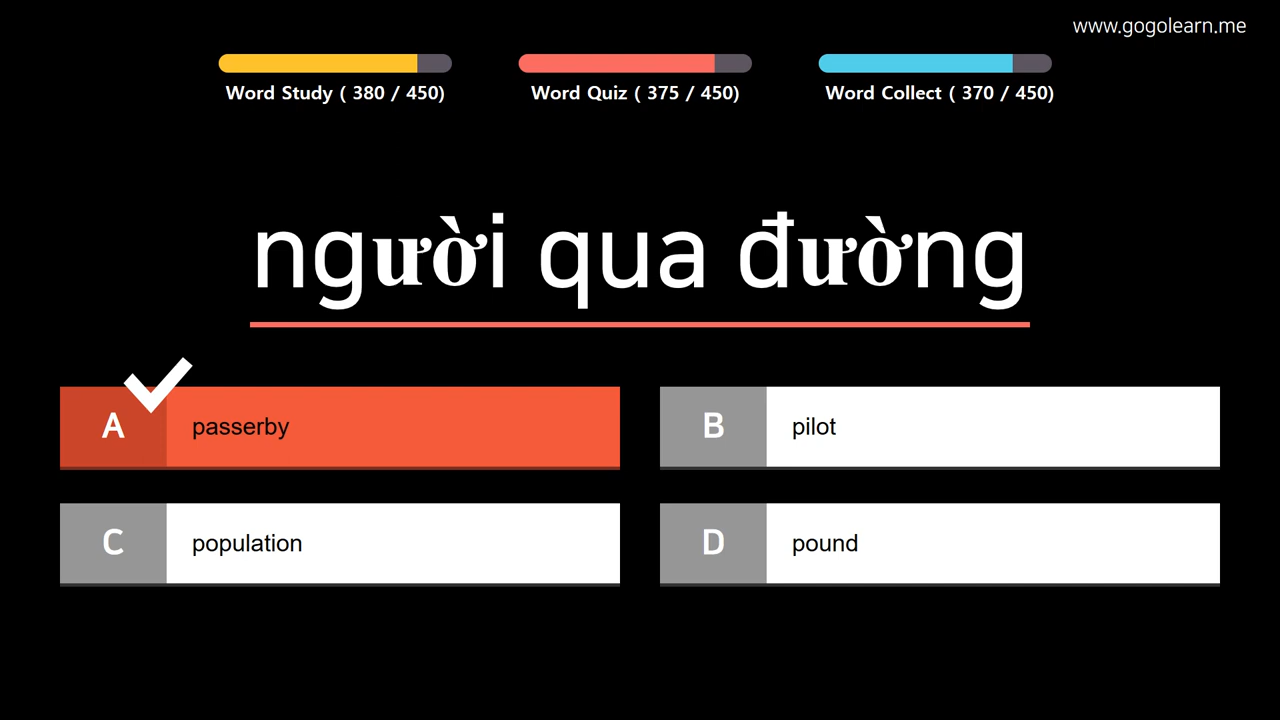 www.gogolearn.me
Word Study ( 380 / 450)
Word Quiz ( 375 / 450)
Word Collect ( 370 / 450)
người qua đường
A passerby
B pilot
C population
D pound